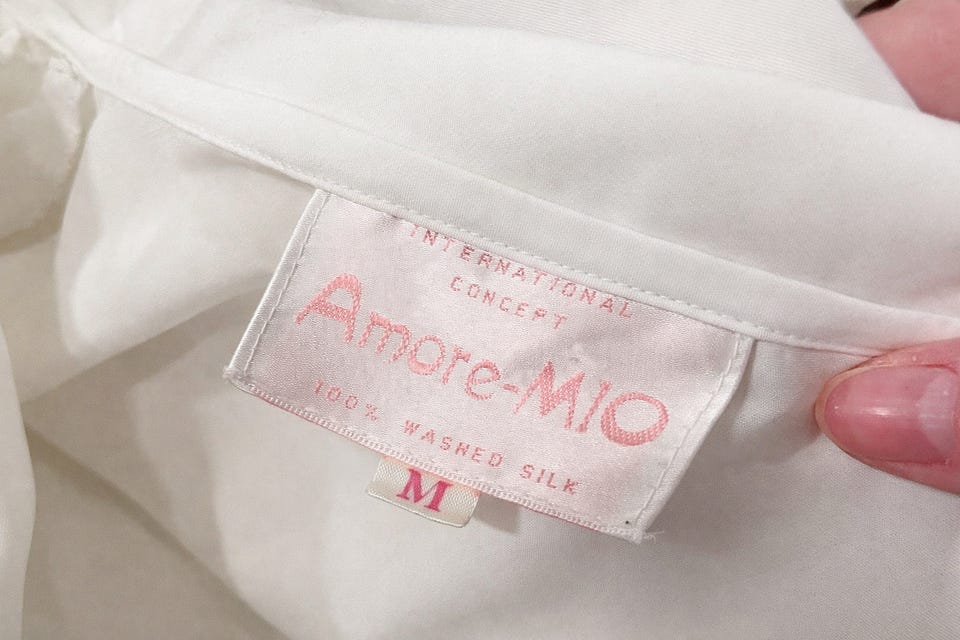 INTERNATIONAL
CONCEPT
Amore-MIO
100% WASHED SILK
M